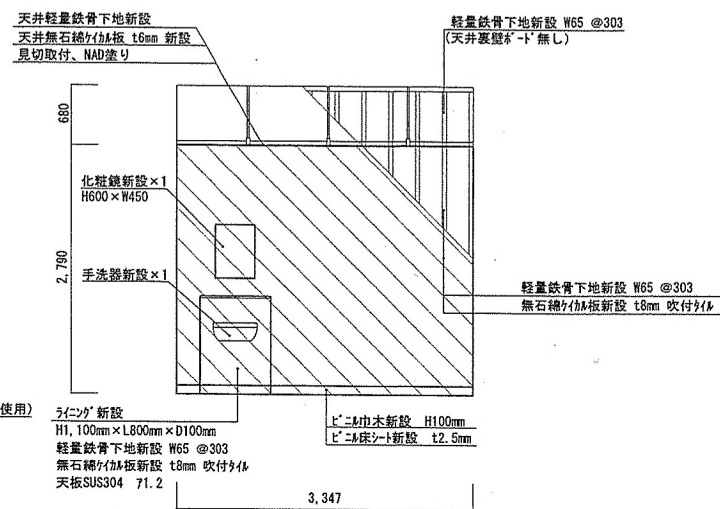 天井軽量鉄骨下地新設
天井無石綿ケイカル板 t6mm 新設
見切取付、NAD塗り
軽量鉄骨下地新設 W65 @303
(天井裏壁ボード無し)
680
化粧鏡新設×1
H600×W450
2,790
手洗器新設×1
軽量鉄骨下地新設 W65 @303
無石綿ケイカル板新設 t8mm 吹付タイル
使用)
ライニング新設
H1,100mm×L800mm×D100mm
軽量鉄骨下地新設 W65 @303
無石綿ケイカル板新設 t8mm 吹付タイル
天板SUS304 ア1.2
ビニル巾木新設 H100mm
ビニル床シート新設 t2.5mm
3,347